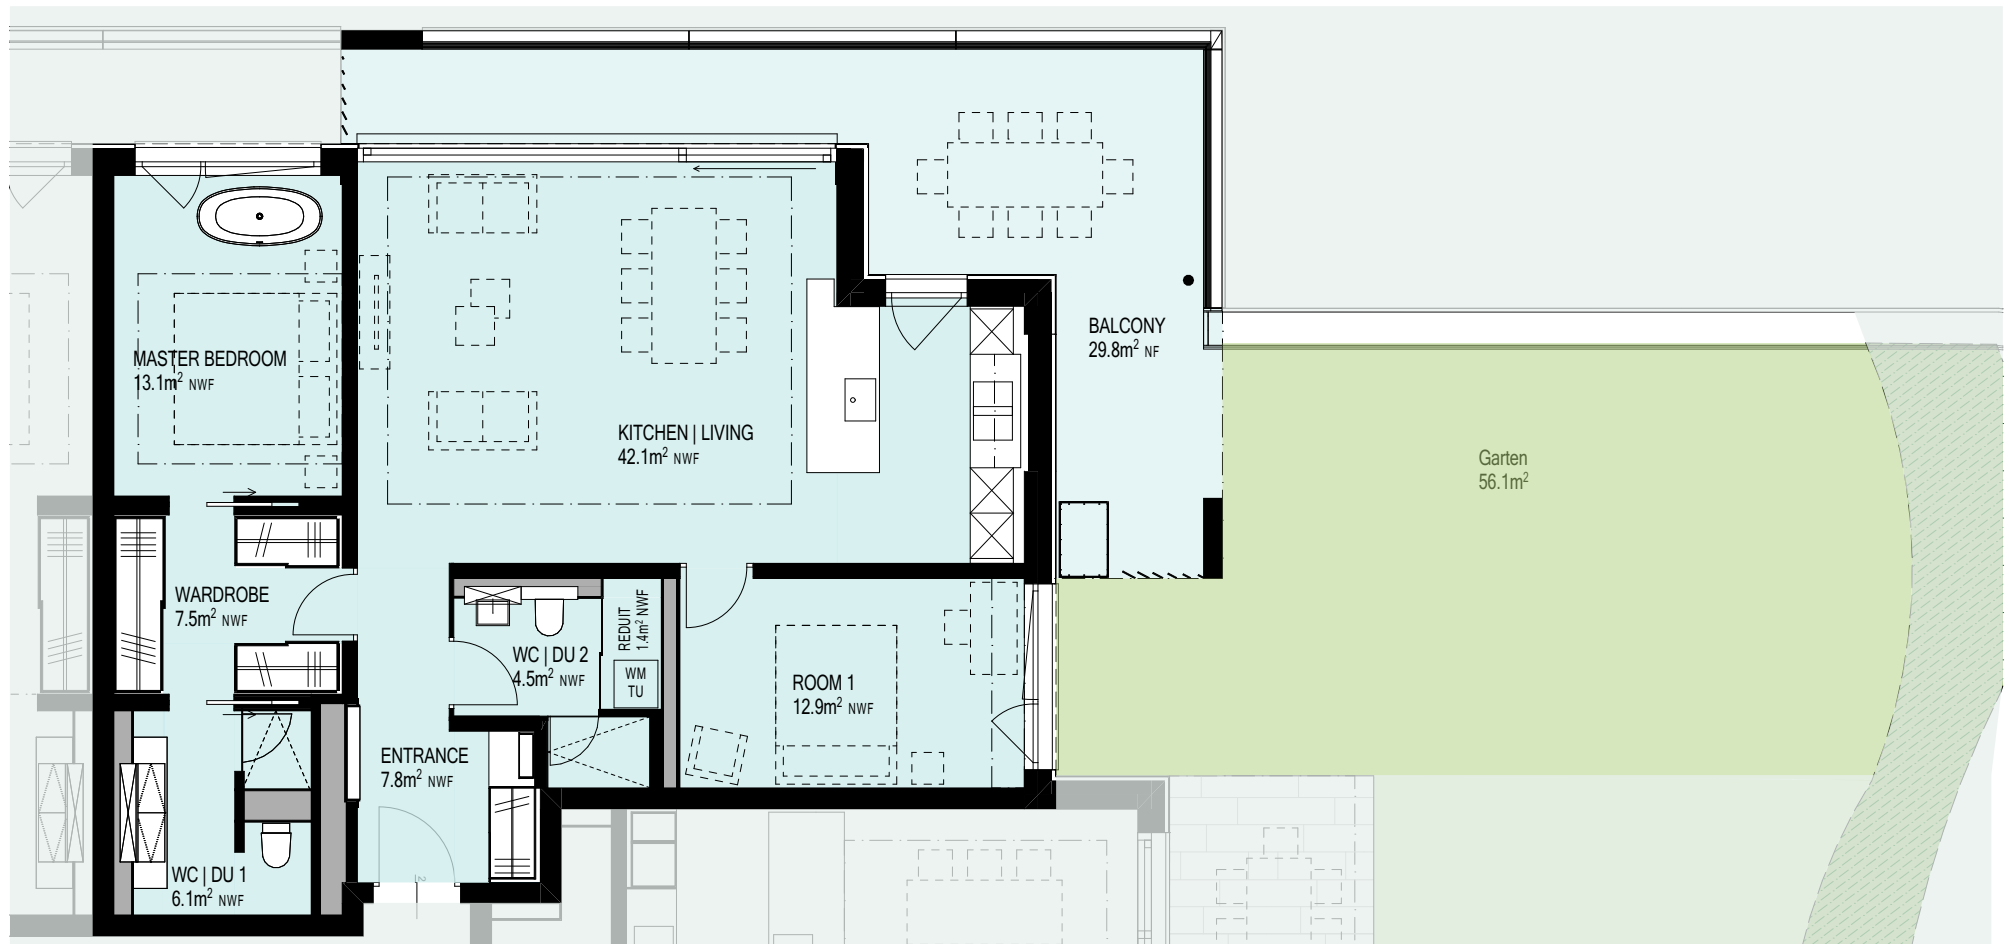 BALCONY
29.8m² NF
MASTER BEDROOM
13.1m² NWF
KITCHEN | LIVING
42.1m² NWF
Garten
56.1m²
WARDROBE
7.5m² NWF
REDUIT
1.4m² NWF
WC | DU 2
4.5m² NWF
WM
TU
ROOM 1
12.9m² NWF
ENTRANCE
7.8m² NWF
WC | DU 1
6.1m² NWF
2